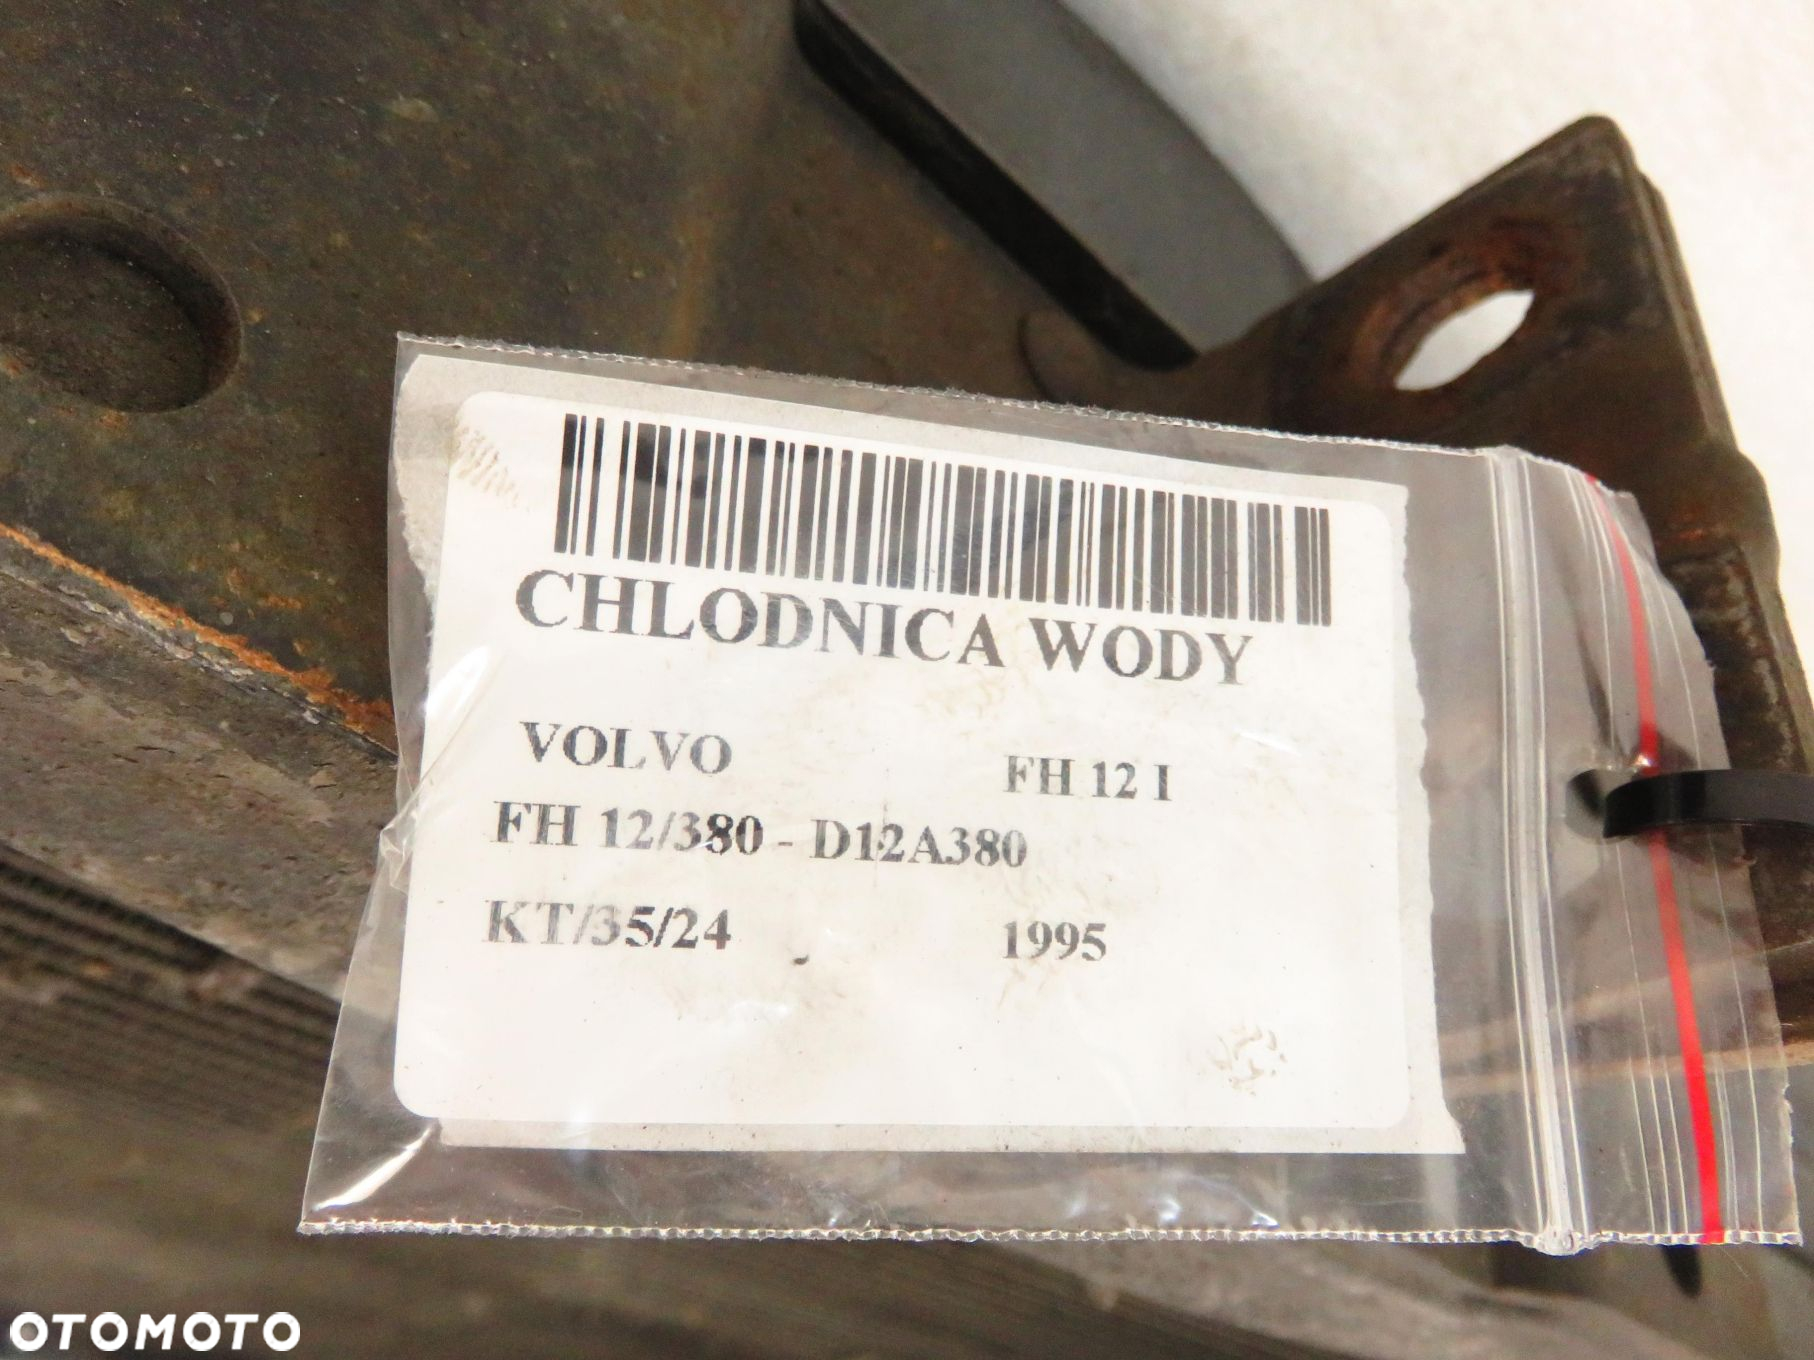 CHLODNICA WODY
VOLVO FH 12 I
FH 12/380 - D12A380
KT/35/24 1995
OTOMOTO